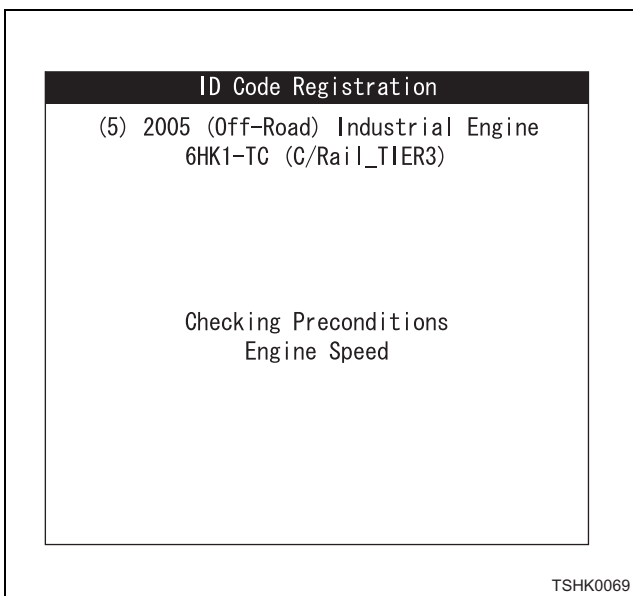 ID Code Registration
(5) 2005 (Off-Road) Industrial Engine
6HK1-TC (C/Rail_TIER3)
Checking Preconditions
Engine Speed
TSHK0069